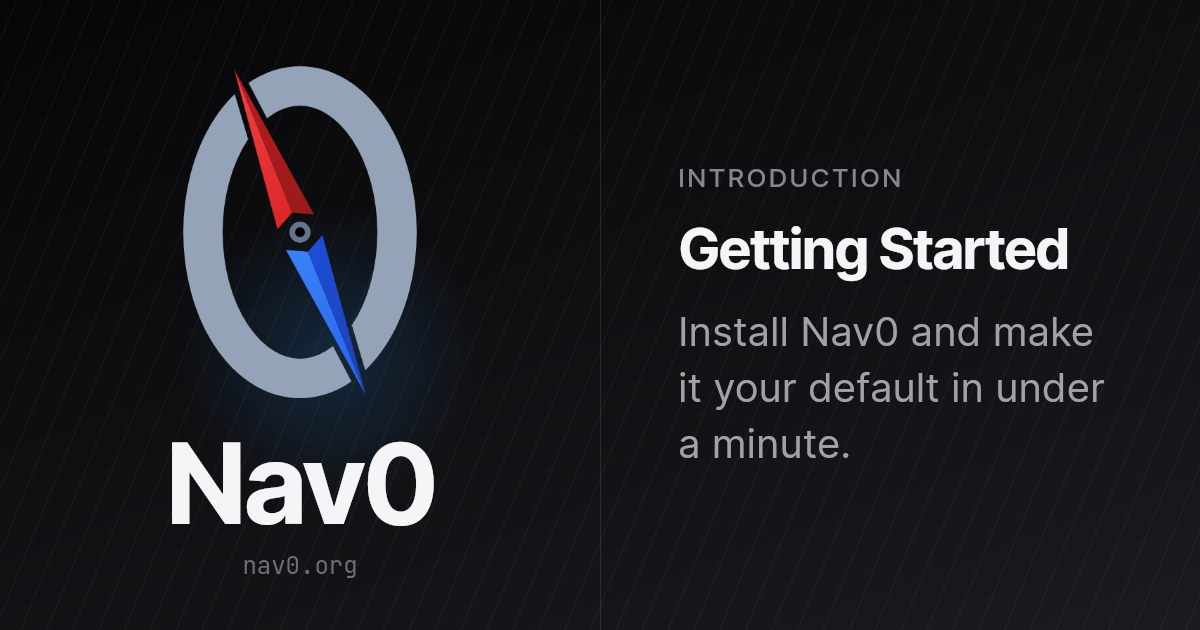 Nav0
nav0.org
INTRODUCTION
Getting Started
Install Nav0 and make
it your default in under
a minute.